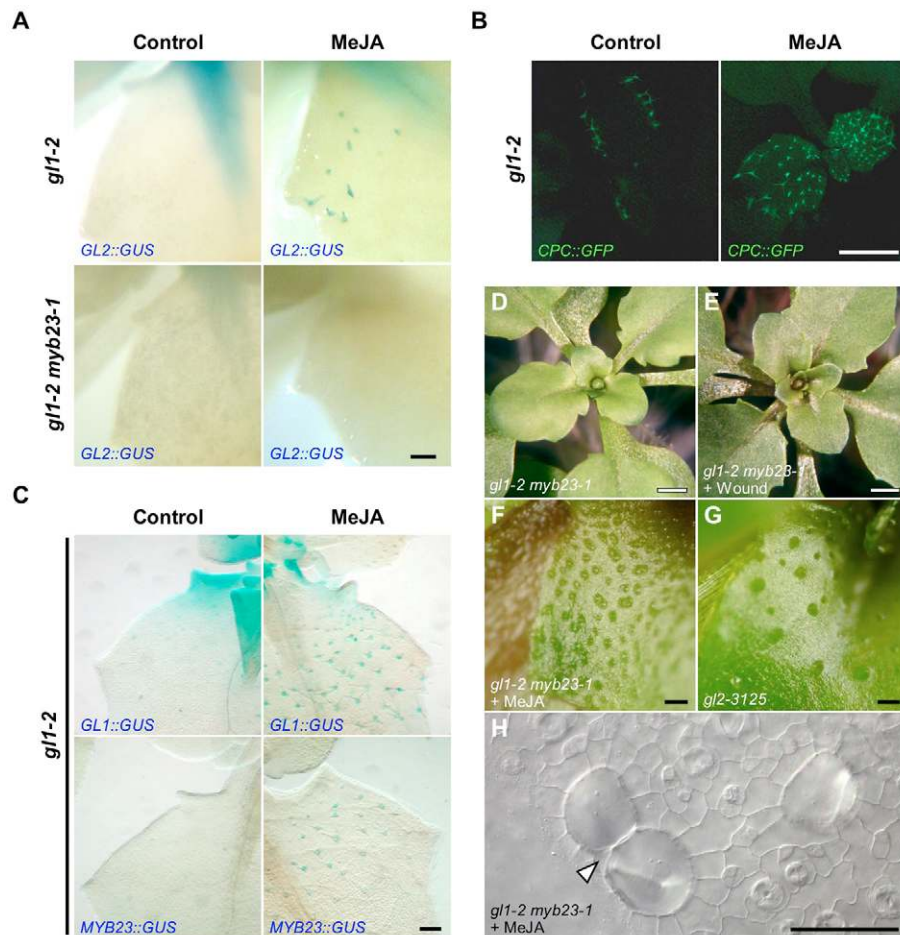 A
Control
MeJA
gl1-2
GL2::GUS
GL2::GUS
gl1-2 myb23-1
GL2::GUS
GL2::GUS
B
Control
MeJA
gl1-2
CPC::GFP
CPC::GFP
C
Control
MeJA
gl1-2
GL1::GUS
GL1::GUS
MYB23::GUS
MYB23::GUS
D
gl1-2 myb23-1
E
gl1-2 myb23-1
+ Wound
F
gl1-2 myb23-1
+ MeJA
G
gl2-3125
H
gl1-2 myb23-1
+ MeJA